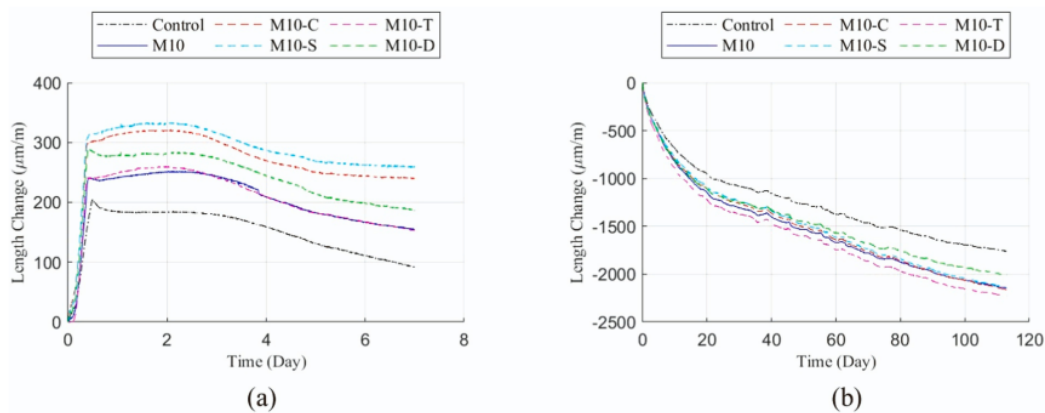 Control M10-C M10-T
M10 M10-S M10-D
400
300
200
100
0
Length Change (μm/m)
0 2 4 6 8
Time (Day)
(a)
Control M10-C M10-T
M10 M10-S M10-D
0
-500
-1000
-1500
-2000
-2500
Length Change (μm/m)
0 20 40 60 80 100 120
Time (Day)
(b)